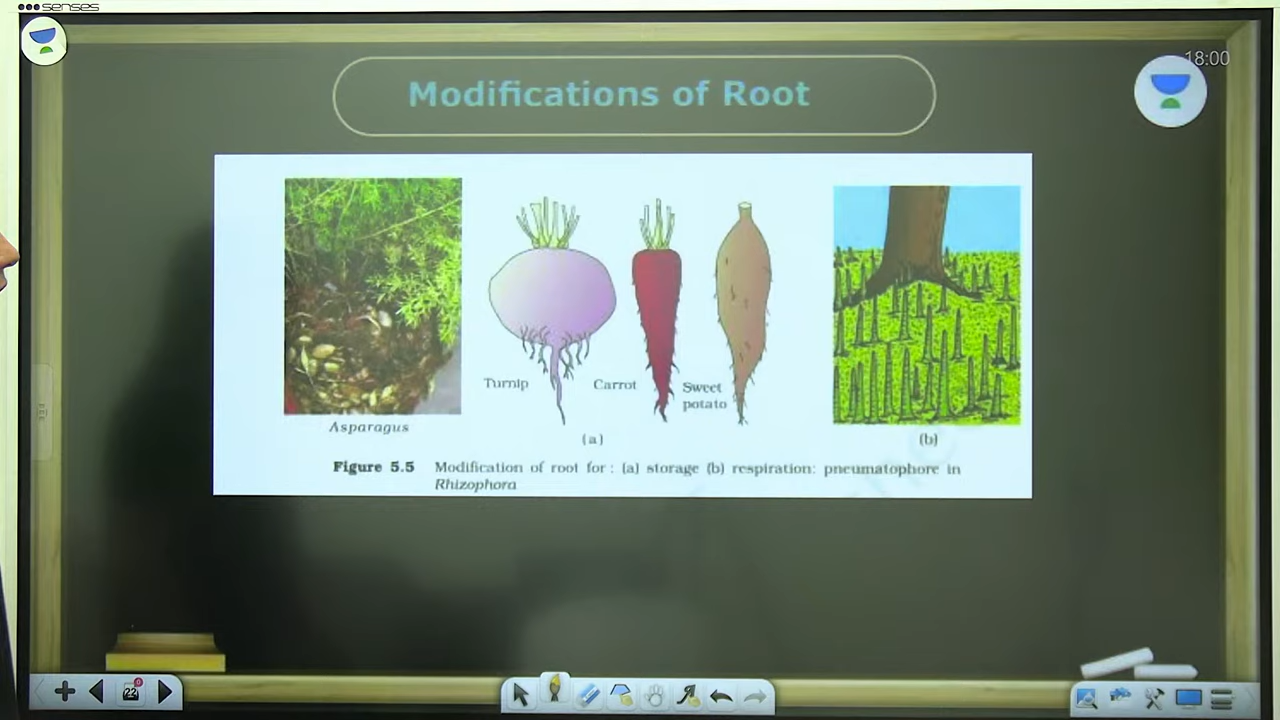 senses
18:00
Modifications of Root
Turnip
Carrot
Sweet
potato
Asparagus
(a)
(b)
Figure 5.5 Modification of root for : (a) storage (b) respiration: pneumatophore in
Rhizophora
22